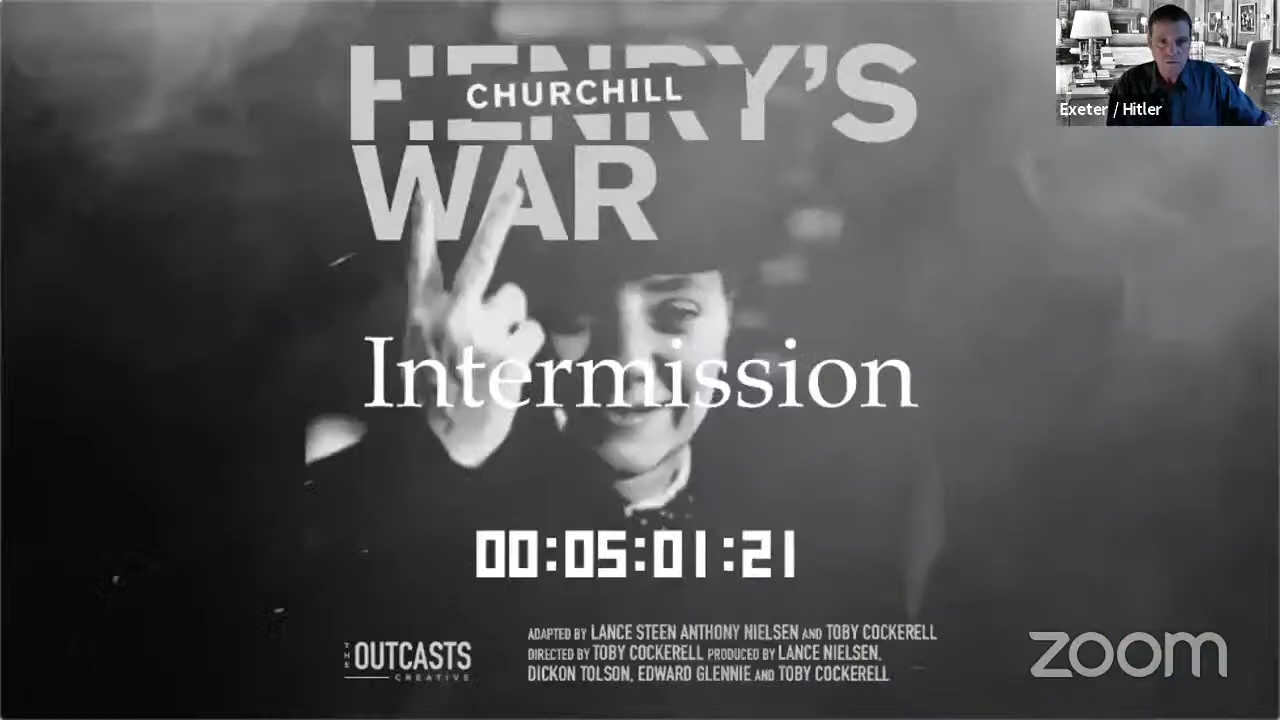 HENRY'S
CHURCHILL
WAR
Exeter / Hitler
Intermission
00:05:01:21
THE OUTCASTS
CREATIVE
ADAPTED BY LANCE STEEN ANTHONY NIELSEN AND TOBY COCKERELL
DIRECTED BY TOBY COCKERELL PRODUCED BY LANCE NIELSEN,
DICKON TOLSON, EDWARD GLENNIE AND TOBY COCKERELL
zoom